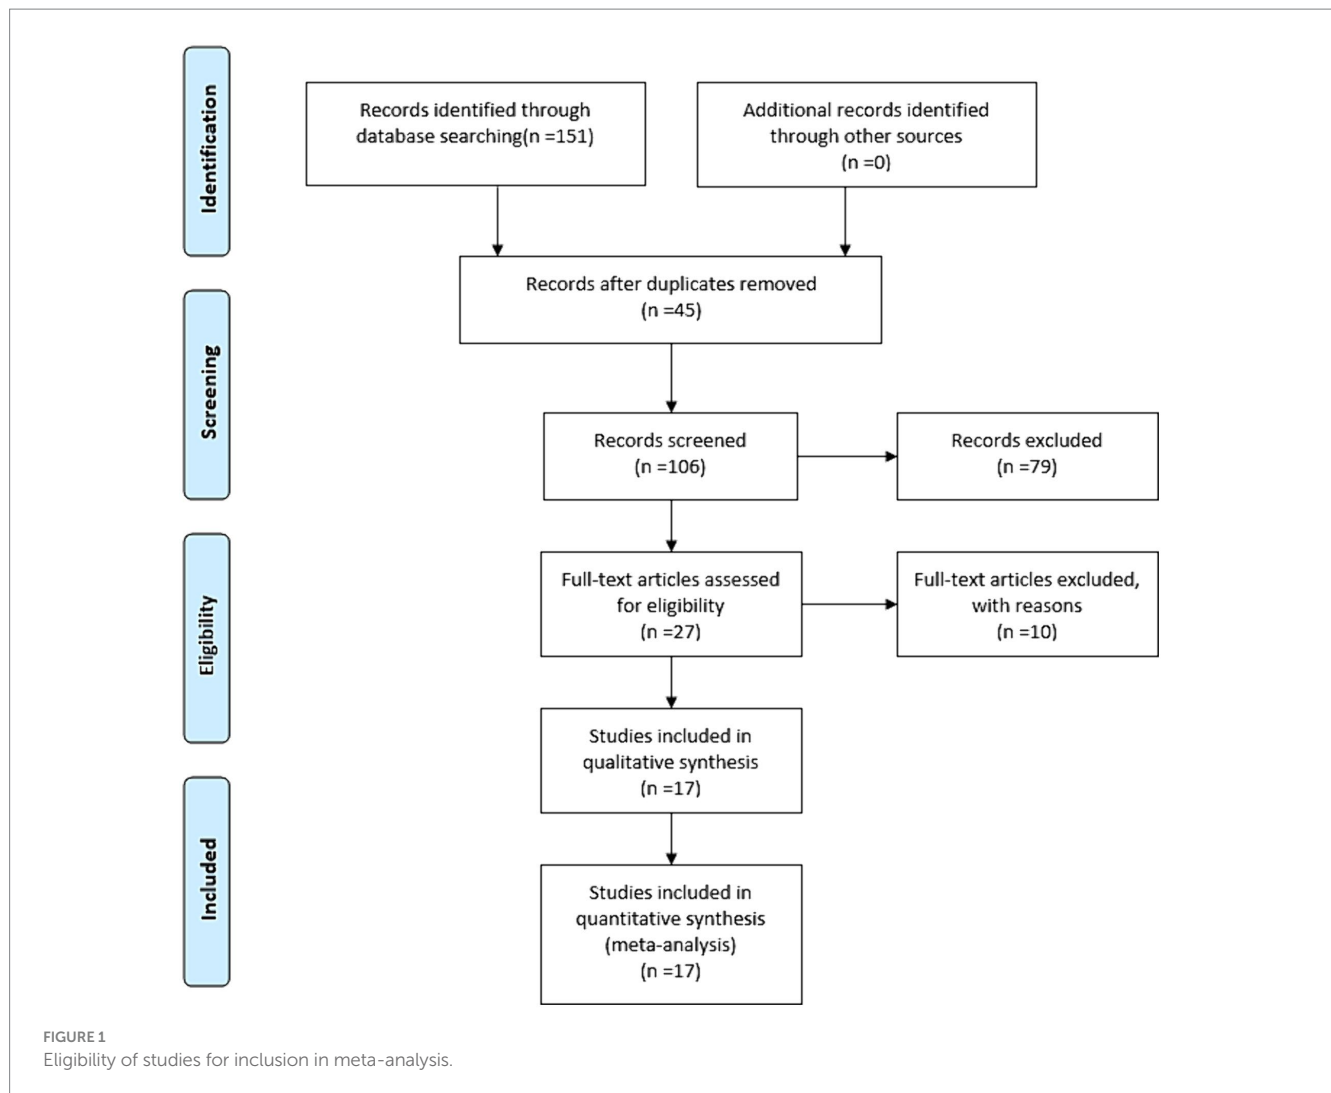 Identification
Records identified through
database searching(n =151)
Additional records identified
through other sources
(n =0)
Records after duplicates removed
(n =45)
Screening
Records screened
(n =106)
Records excluded
(n =79)
Eligibility
Full-text articles assessed
for eligibility
(n =27)
Full-text articles excluded,
with reasons
(n =10)
Studies included in
qualitative synthesis
(n =17)
Included
Studies included in
quantitative synthesis
(meta-analysis)
(n =17)
FIGURE 1
Eligibility of studies for inclusion in meta-analysis.